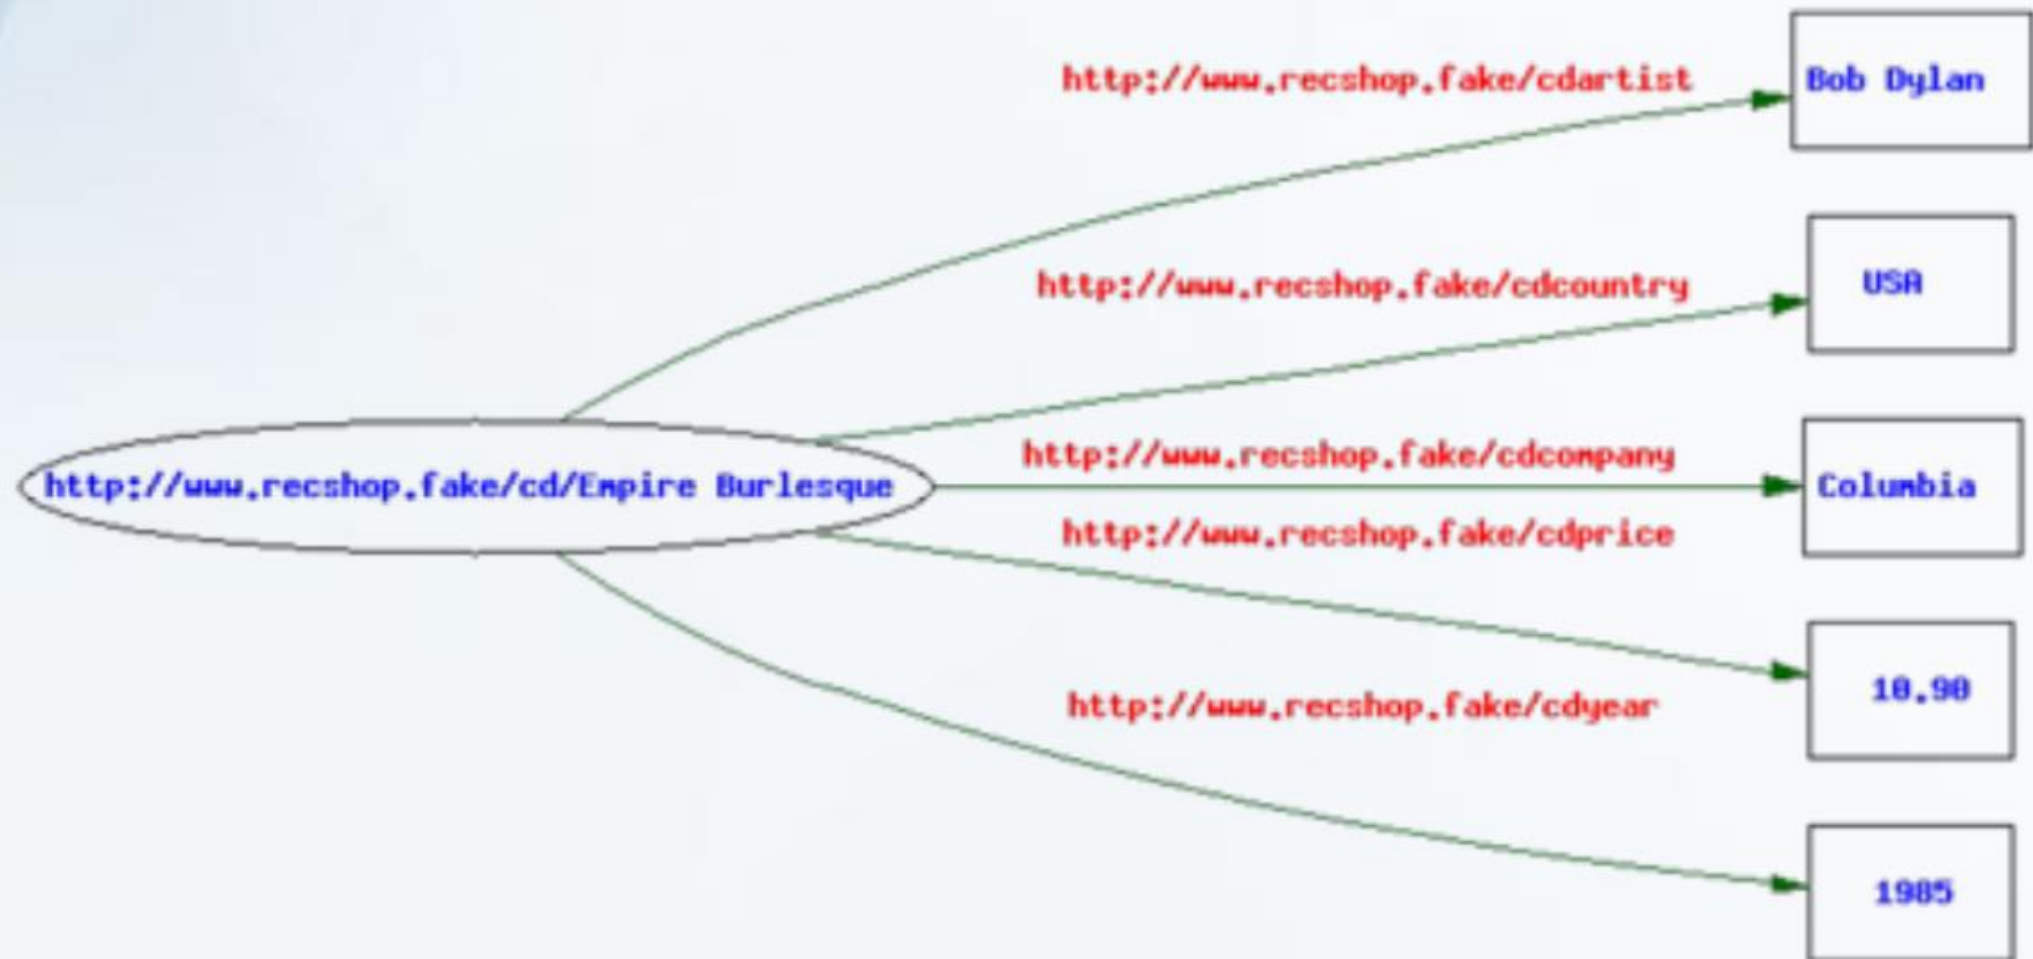 http://www.recshop.fake/cdartist
Bob Dylan
http://www.recshop.fake/cdcountry
USA
http://www.recshop.fake/cdcompany
http://www.recshop.fake/cd/Empire Burlesque
Columbia
http://www.recshop.fake/cdprice
10.90
http://www.recshop.fake/cdyear
1985